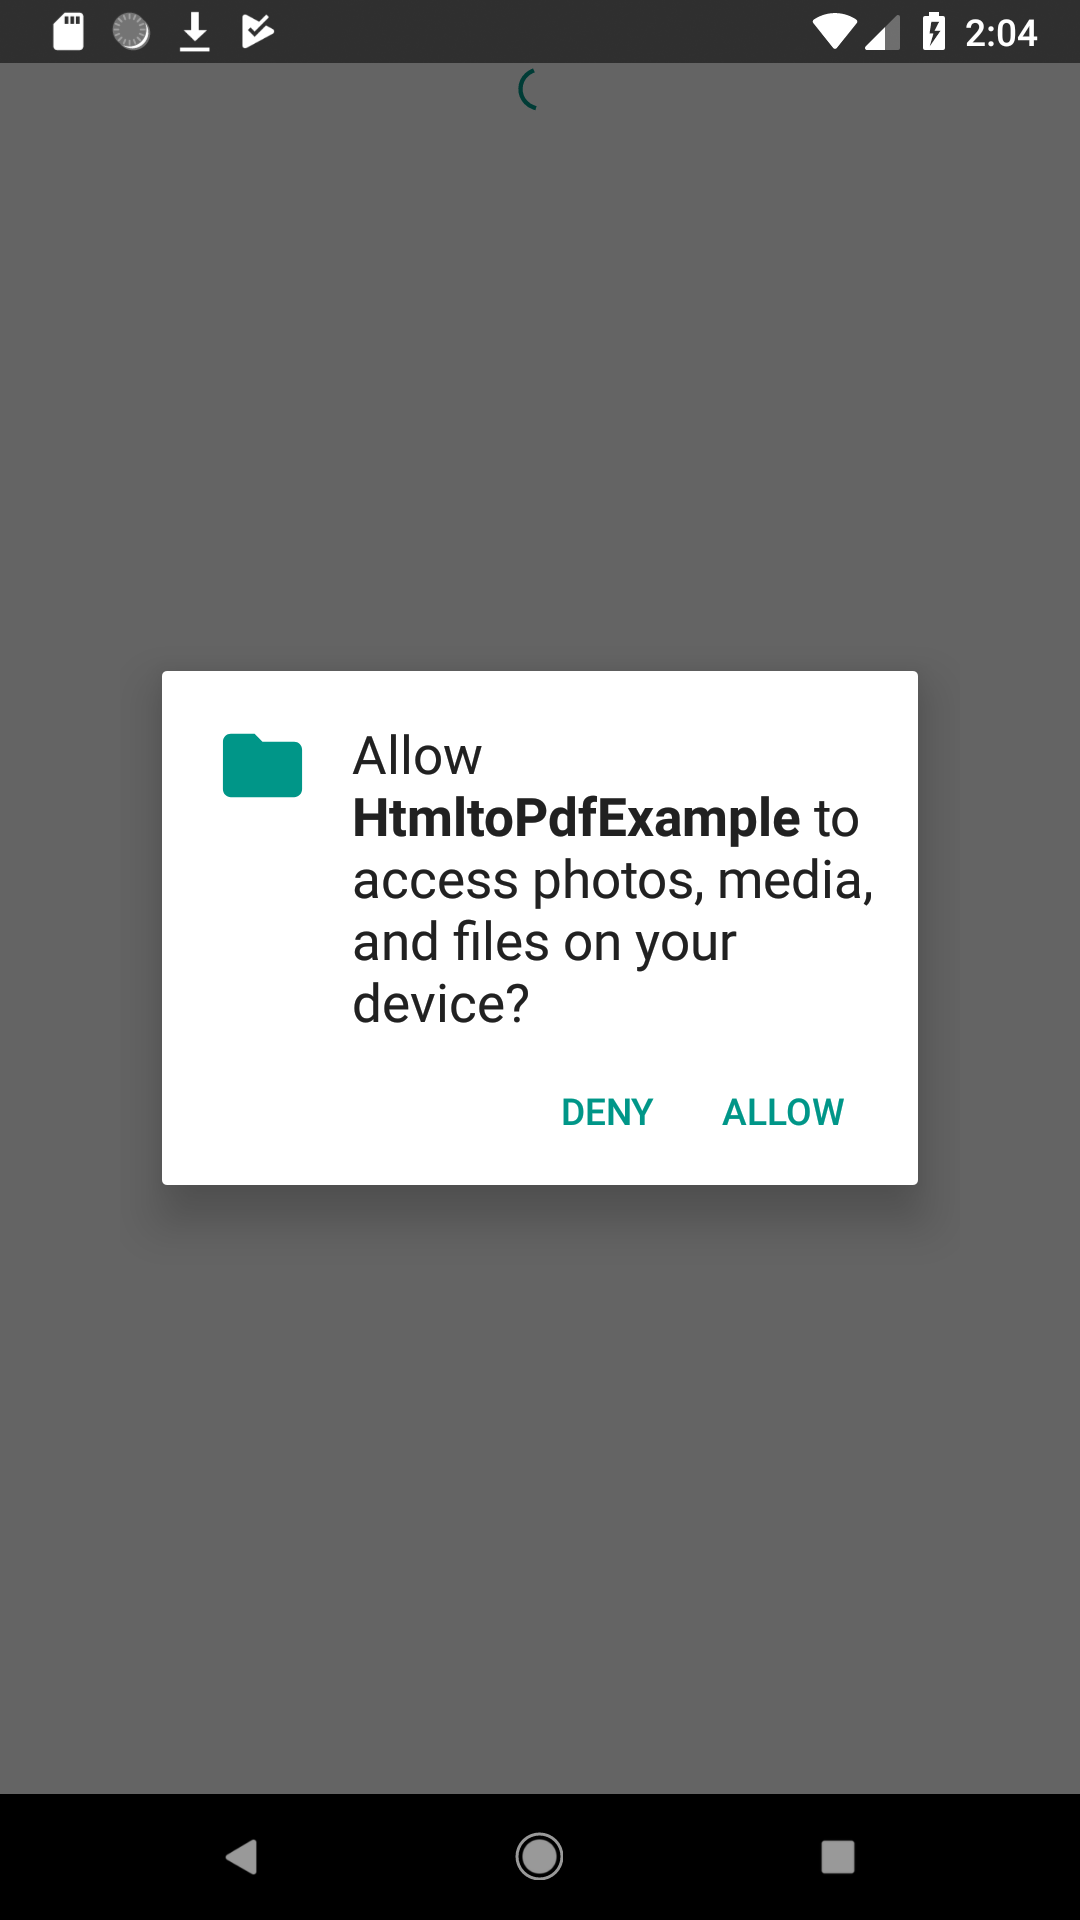 2:04
Allow
HtmltoPdfExample to
access photos, media,
and files on your
device?
DENY ALLOW